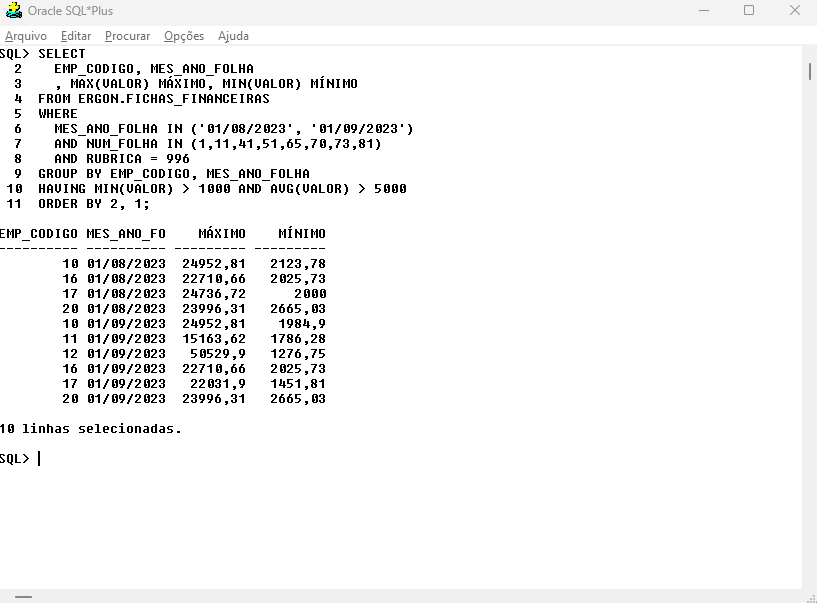 Oracle SQL*Plus
Arquivo Editar Procurar Opções Ajuda
SQL> SELECT
2 EMP_CODIGO, MES_ANO_FOLHA
3 , MAX(VALOR) MÁXIMO, MIN(VALOR) MÍNIMO
4 FROM ERGON.FICHAS_FINANCEIRAS
5 WHERE
6 MES_ANO_FOLHA IN ('01/08/2023', '01/09/2023')
7 AND NUM_FOLHA IN (1,11,41,51,65,70,73,81)
8 AND RUBRICA = 996
9 GROUP BY EMP_CODIGO, MES_ANO_FOLHA
10 HAVING MIN(VALOR) > 1000 AND AVG(VALOR) > 5000
11 ORDER BY 2, 1;
EMP_CODIGO MES_ANO_FO MÁXIMO MÍNIMO
---------- ---------- --------- ---------
10 01/08/2023 24952,81 2123,78
16 01/08/2023 22710,66 2025,73
17 01/08/2023 24736,72 2000
20 01/08/2023 23996,31 2665,03
10 01/09/2023 24952,81 1984,9
11 01/09/2023 15163,62 1786,28
12 01/09/2023 50529,9 1276,75
16 01/09/2023 22710,66 2025,73
17 01/09/2023 22031,9 1451,81
20 01/09/2023 23996,31 2665,03
10 linhas selecionadas.
SQL>